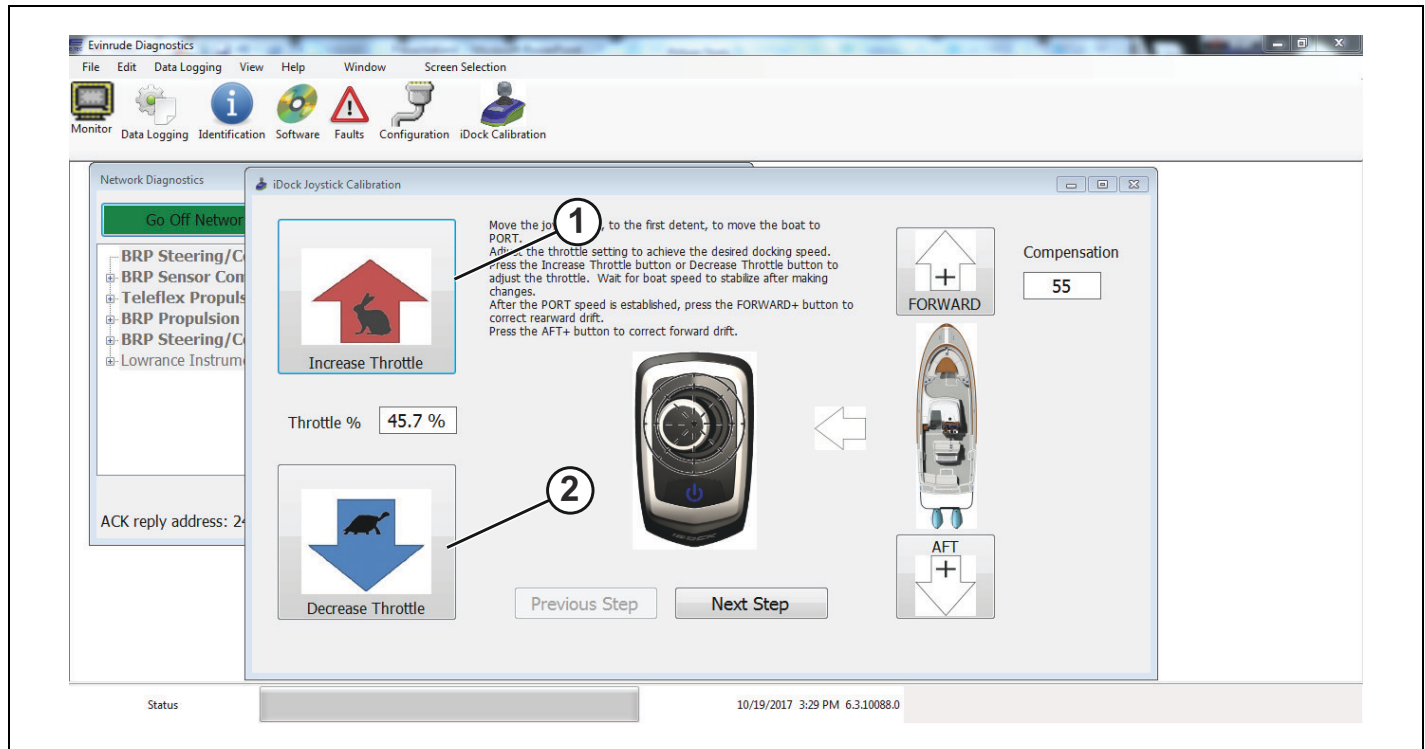 Evinrude Diagnostics
File Edit Data Logging View Help Window Screen Selection
Monitor Data Logging Identification Software Faults Configuration iDock Calibration
Network Diagnostics
iDock Joystick Calibration
Go Off Networ
BRP Steering/Co
BRP Sensor Com
Teleflex Propuls
BRP Propulsion
BRP Steering/Co
Lowrance Instrume
ACK reply address: 24
Increase Throttle
Throttle % 45.7 %
Decrease Throttle
1
2
Move the , to the first detent, to move the boat to
PORT.
Adjust the throttle setting to achieve the desired docking speed.
Press the Increase Throttle button or Decrease Throttle button to
adjust the throttle. Wait for boat speed to stabilize after making
changes.
After the PORT speed is established, press the FORWARD+ button to
correct rearward drift.
Press the AFT+ button to correct forward drift.
Previous Step Next Step
+
FORWARD
Compensation
55
AFT
+
Status 10/19/2017 3:29 PM 6.3.10088.0